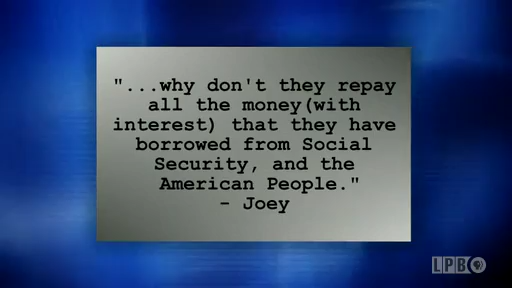 "...why don't they repay
all the money(with
interest) that they have
borrowed from Social
Security, and the
American People."
- Joey
LPB